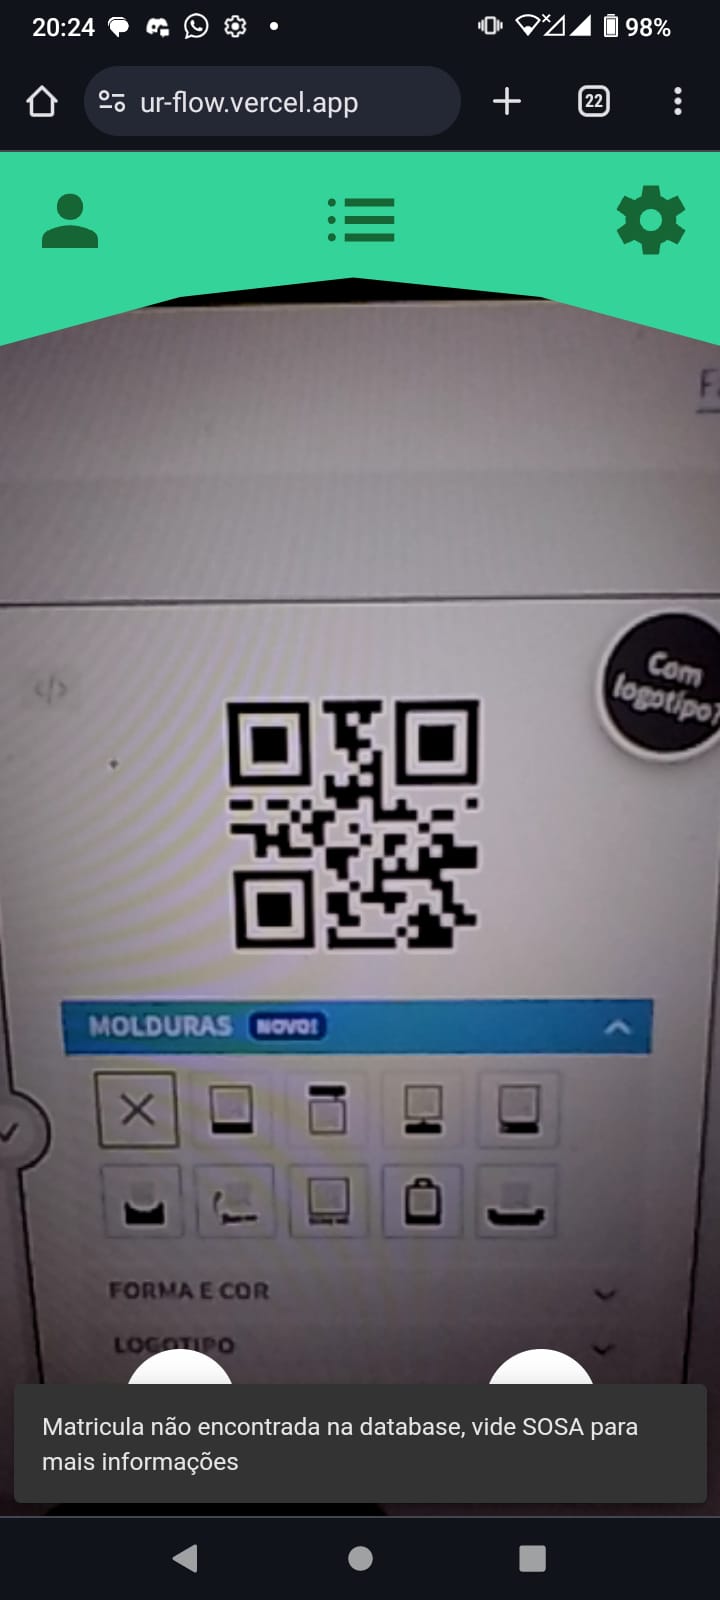 20:24
98%
ur-flow.vercel.app
22
Com
logotipo?
MOLDURAS NOVO!
FORMA E COR
LOGOTIPO
Matricula não encontrada na database, vide SOSA para
mais informações